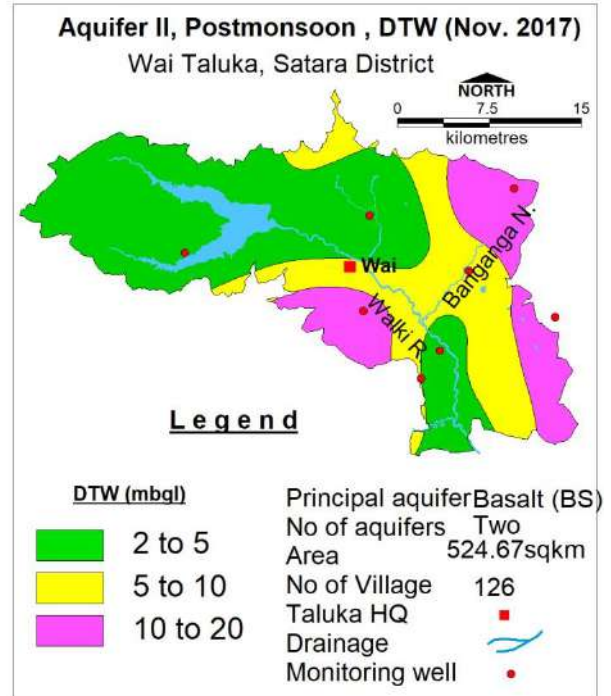 Aquifer II, Postmonsoon , DTW (Nov. 2017)
Wai Taluka, Satara District
NORTH
0 7.5 15
kilometres
Banganga N.
Wai
Walki R
Legend
DTW (mbgl)
2 to 5
5 to 10
10 to 20
Principal aquifer Basalt (BS)
No of aquifers Two
Area 524.67sqkm
No of Village 126
Taluka HQ
Drainage
Monitoring well